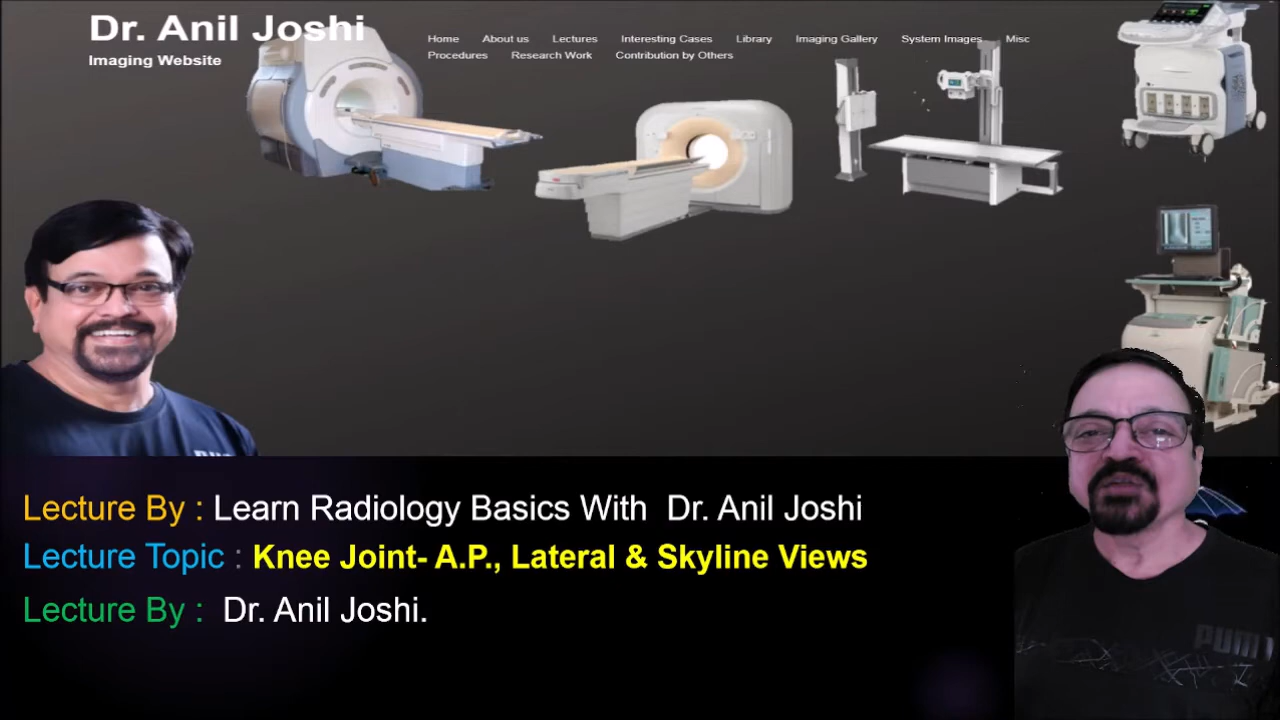 Dr. Anil Joshi
Imaging Website
Home About us Lectures Interesting Cases Library Imaging Gallery System Images Misc
Procedures Research Work Contribution by Others
Lecture By : Learn Radiology Basics With Dr. Anil Joshi
Lecture Topic : Knee Joint- A.P., Lateral & Skyline Views
Lecture By : Dr. Anil Joshi.